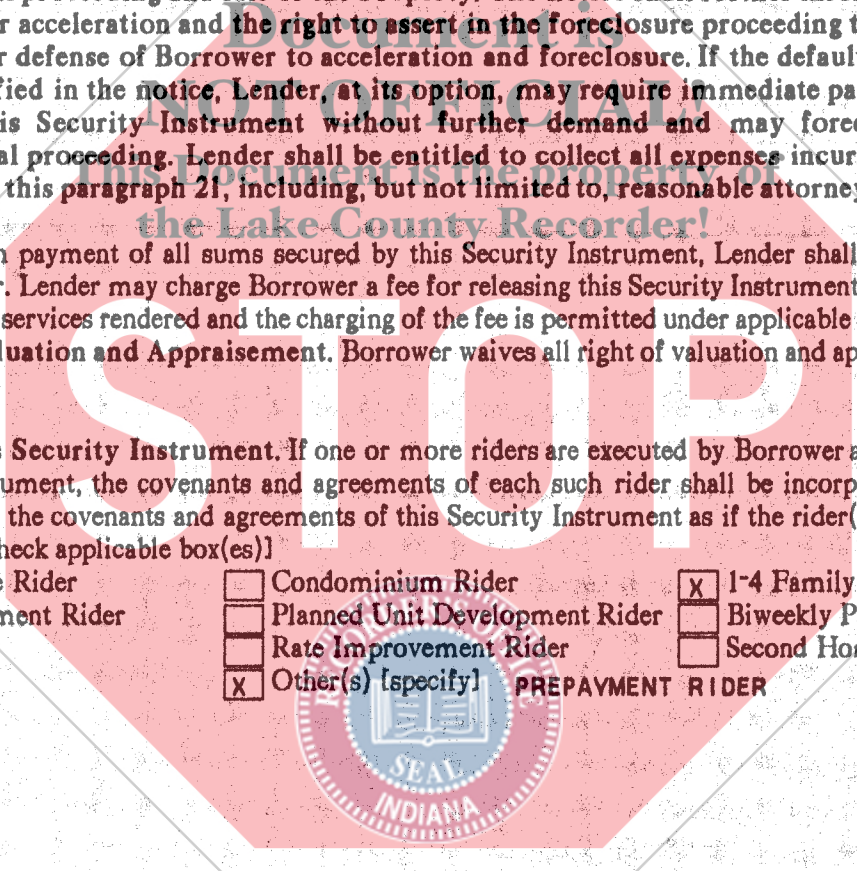 r acceleration and the right to assert in the foreclosure proceeding t
r defense of Borrower to acceleration and foreclosure. If the default
fied in the notice, Lender, at its option, may require immediate pa
is Security Instrument without further demand and may forec
al proceeding. Lender shall be entitled to collect all expenses incur
this paragraph 21, including, but not limited to, reasonable attorney
Document is
NOT OFFICIAL!
This Document is the property of
the Lake County Recorder!
payment of all sums secured by this Security Instrument, Lender shall
r. Lender may charge Borrower a fee for releasing this Security Instrument
services rendered and the charging of the fee is permitted under applicable
luation and Appraisement. Borrower waives all right of valuation and ap
STOP
s Security Instrument. If one or more riders are executed by Borrower a
ument, the covenants and agreements of each such rider shall be incorp
the covenants and agreements of this Security Instrument as if the rider(
heck applicable box(es)]
e Rider Condominium Rider X 1-4 Family
ment Rider Planned Unit Development Rider Biweekly P
Rate Improvement Rider Second Ho
X Other(s) [specify] PREPAYMENT RIDER
RECORDER'S OFFICE
SEAL
INDIANA